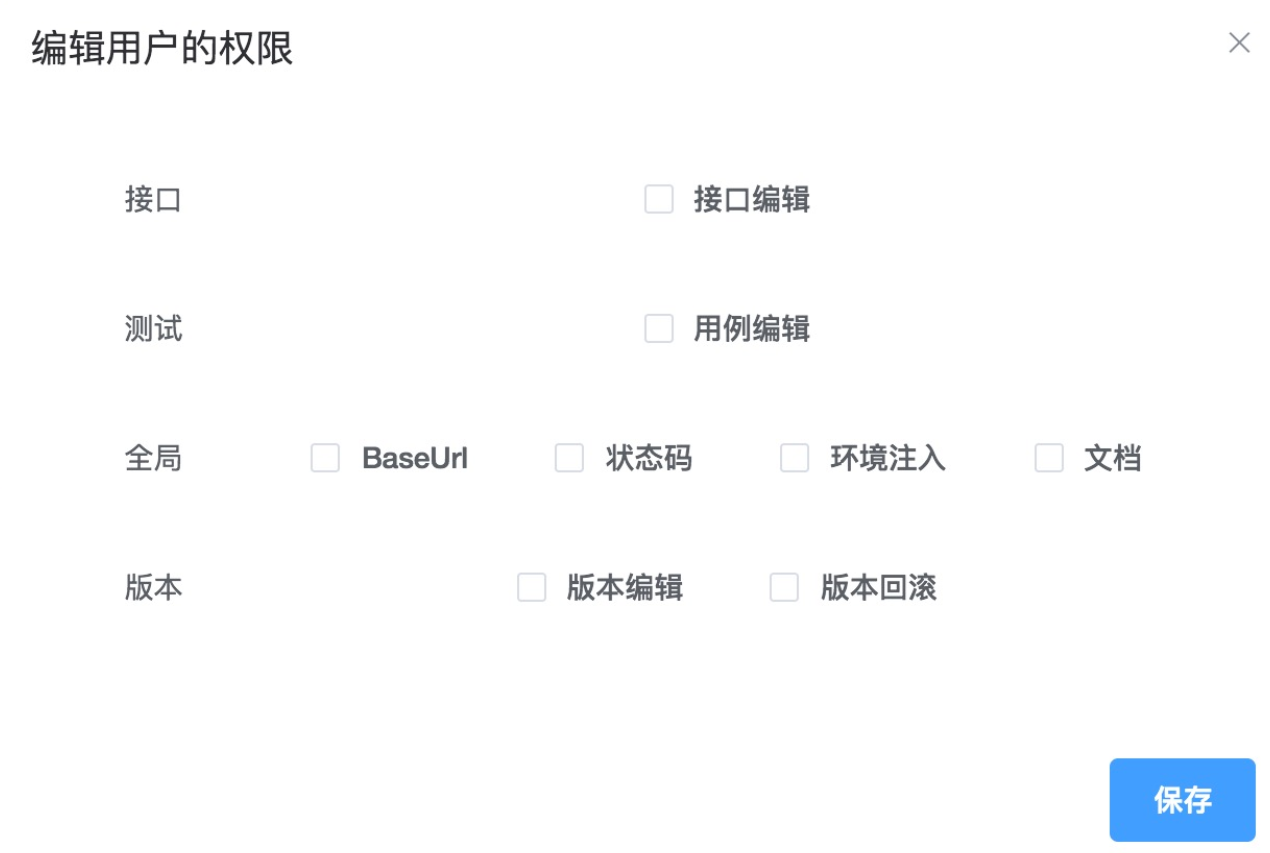 编辑用户的权限
接口 接口编辑
测试 用例编辑
全局 BaseUrl 状态码 环境注入 文档
版本 版本编辑 版本回滚
保存